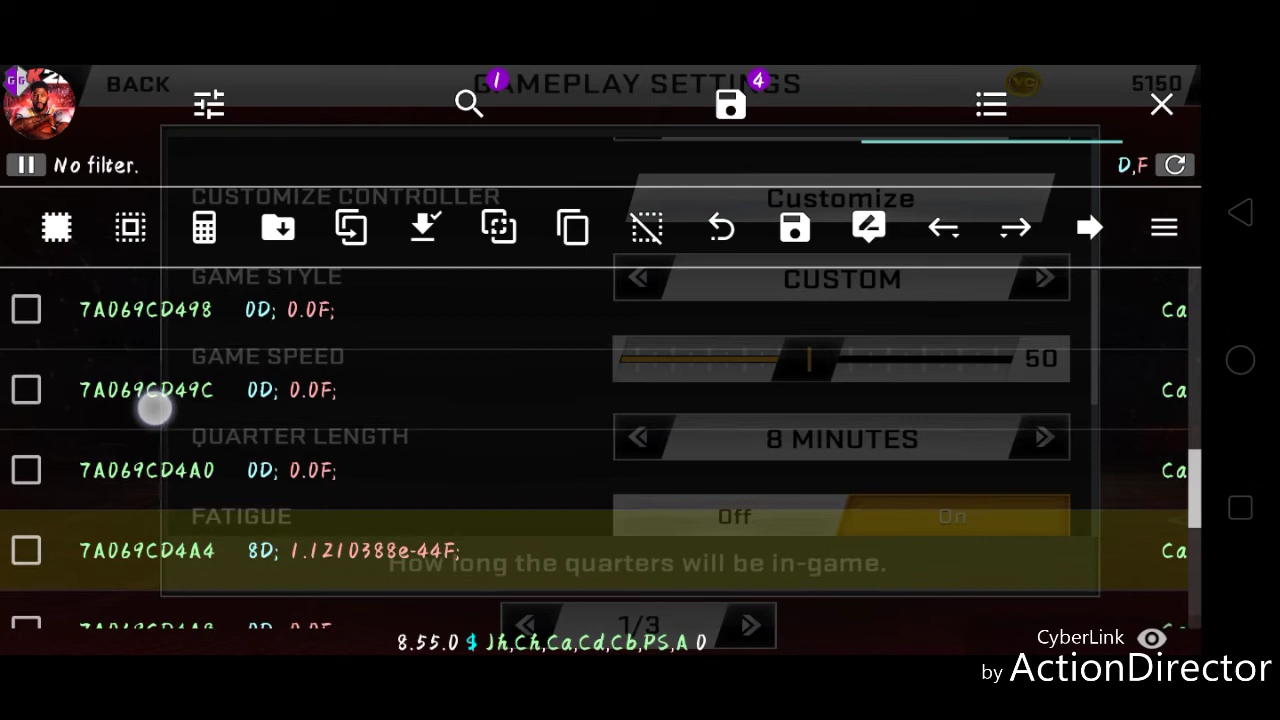 BACK
GAMEPLAY SETTINGS
VC
5150
1
4
No filter.
D,F
CUSTOMIZE CONTROLLER
Customize
7A069CD498 0D; 0.0F;
Ca
GAME STYLE
CUSTOM
GAME SPEED
50
7A069CD49C 0D; 0.0F;
Ca
QUARTER LENGTH
8 MINUTES
7A069CD4A0 0D; 0.0F;
Ca
FATIGUE
Off
On
7A069CD4A4 8D; 1.1210388e-44F;
Ca
How long the quarters will be in-game.
1/3
8.55.0 $ Jh,Ch,Ca,Cd,Cb,PS,A 0
CyberLink
by ActionDirector